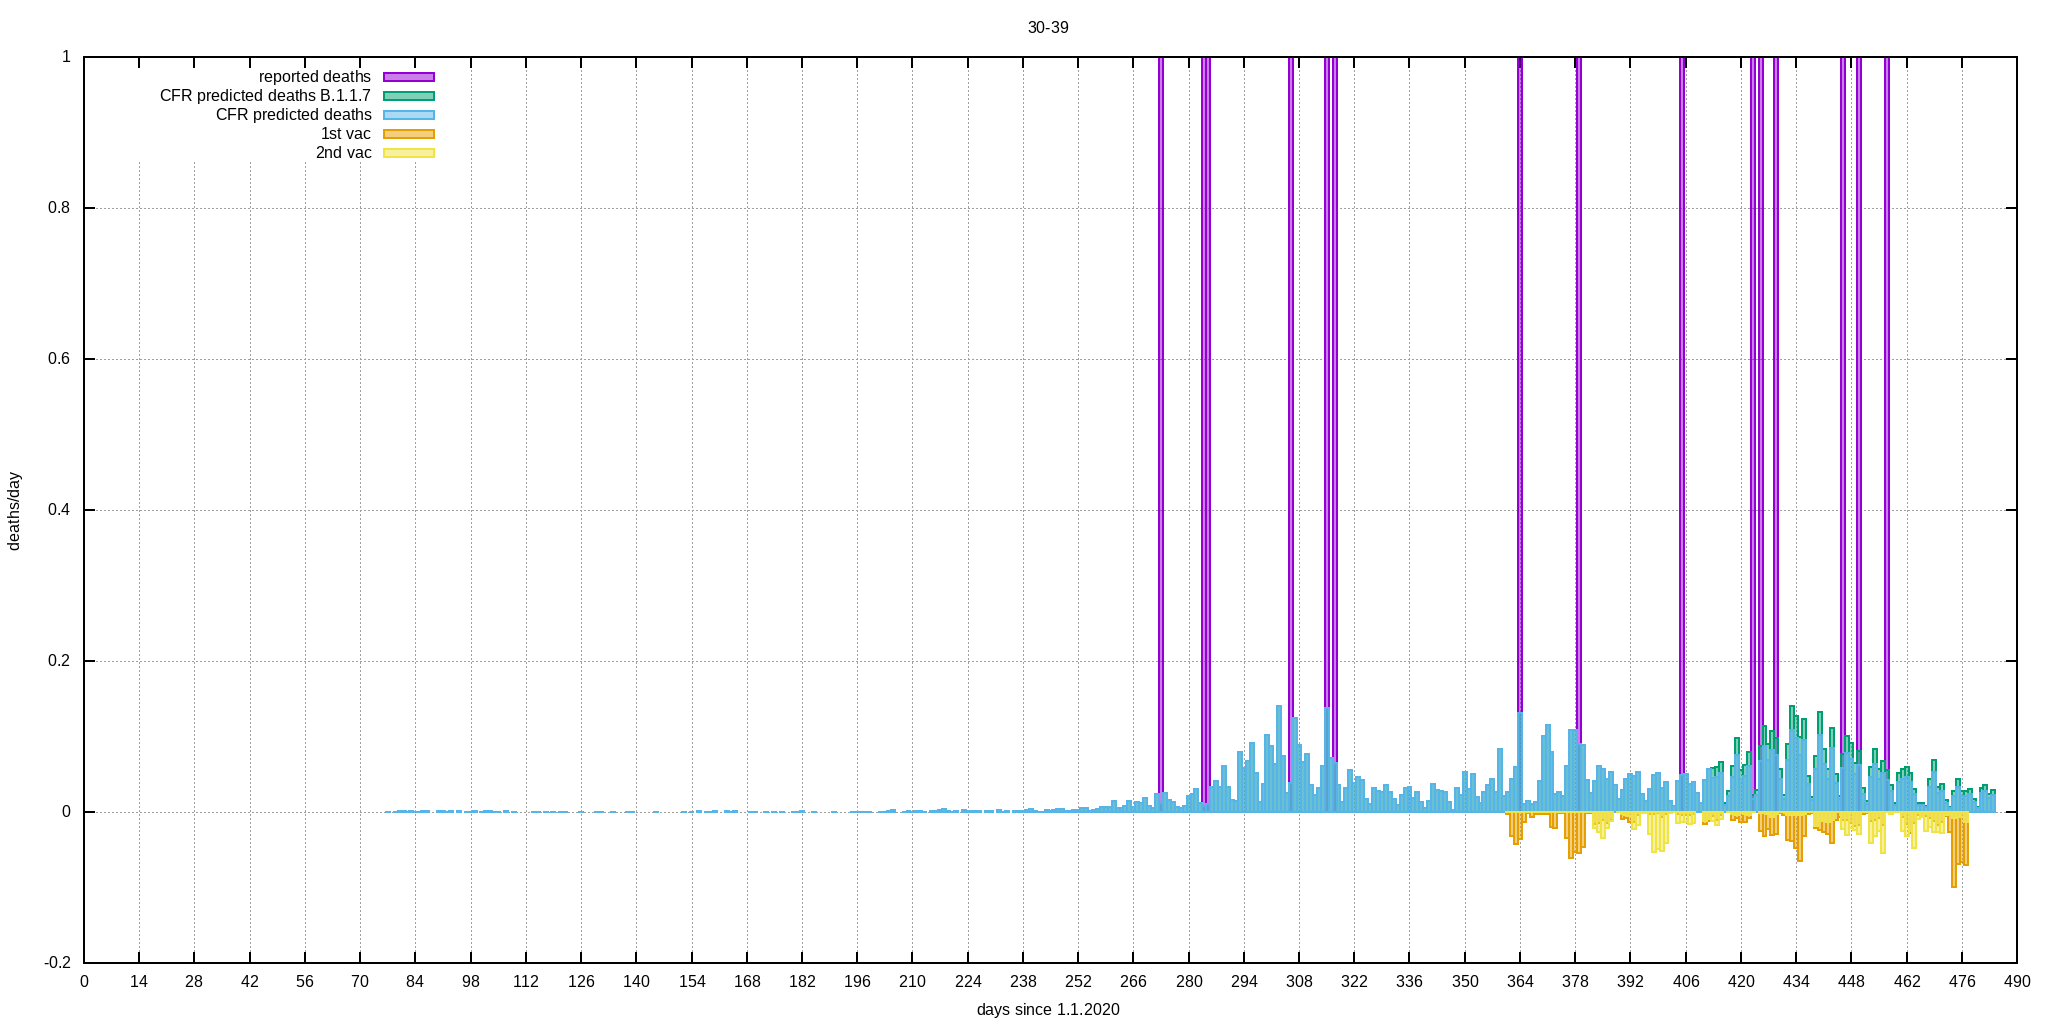 30-39
1
reported deaths
CFR predicted deaths B.1.1.7
CFR predicted deaths
1st vac
2nd vac
0.8
0.6
deaths/day
0.4
0.2
0
-0.2
0 14 28 42 56 70 84 98 112 126 140 154 168 182 196 210 224 238 252 266 280 294 308 322 336 350 364 378 392 406 420 434 448 462 476 490
days since 1.1.2020